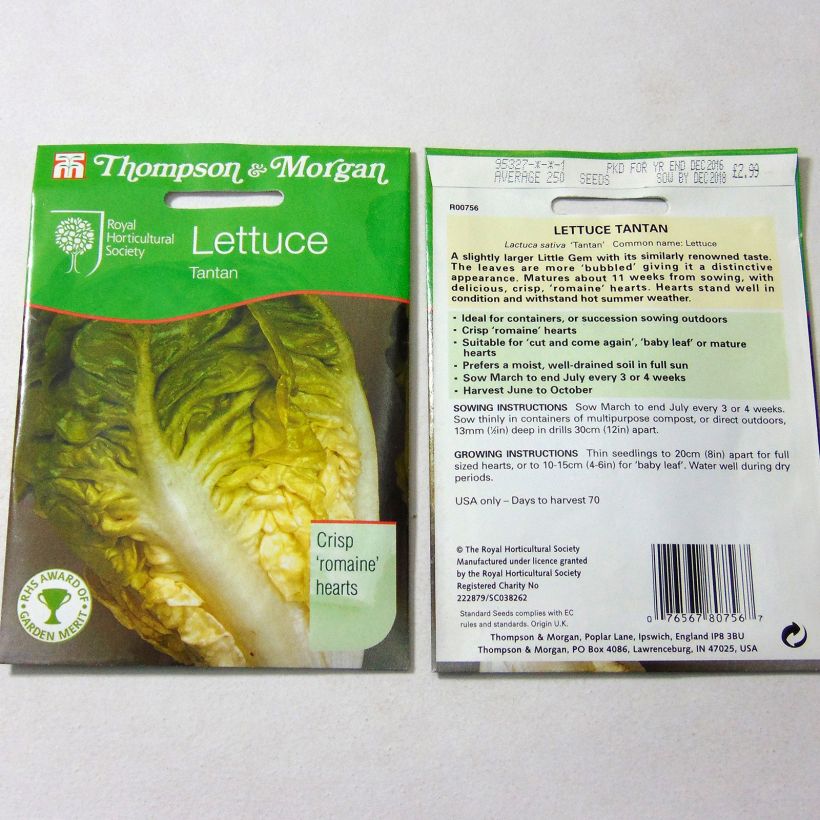 Thompson & Morgan
Royal
Horticultural
Society
Lettuce
Tantan
Crisp
'romaine'
hearts
RHS AWARD OF
GARDEN MERIT
95327-*-*-1 PKD FOR YR END DEC2016
AVERAGE 250 SEEDS SOW BY DEC2018 £2.99
R00756
LETTUCE TANTAN
Lactuca sativa 'Tantan' Common name: Lettuce
A slightly larger Little Gem with its similarly renowned taste.
The leaves are more 'bubbled' giving it a distinctive
appearance. Matures about 11 weeks from sowing, with
delicious, crisp, 'romaine' hearts. Hearts stand well in
condition and withstand hot summer weather.
• Ideal for containers, or succession sowing outdoors
• Crisp 'romaine' hearts
• Suitable for 'cut and come again', 'baby leaf' or mature
hearts
• Prefers a moist, well-drained soil in full sun
• Sow March to end July every 3 or 4 weeks
• Harvest June to October
SOWING INSTRUCTIONS Sow March to end July every 3 or 4 weeks.
Sow thinly in containers of multipurpose compost, or direct outdoors,
13mm (½in) deep in drills 30cm (12in) apart.
GROWING INSTRUCTIONS Thin seedlings to 20cm (8in) apart for full
sized hearts, or to 10-15cm (4-6in) for 'baby leaf'. Water well during dry
periods.
USA only – Days to harvest 70
© The Royal Horticultural Society
Manufactured under licence granted
by the Royal Horticultural Society
Registered Charity No
222879/SC038262
Standard Seeds complies with EC
rules and standards. Origin U.K.
0 76567 80756 7
Thompson & Morgan, Poplar Lane, Ipswich, England IP8 3BU
Thompson & Morgan, PO Box 4086, Lawrenceburg, IN 47025, USA